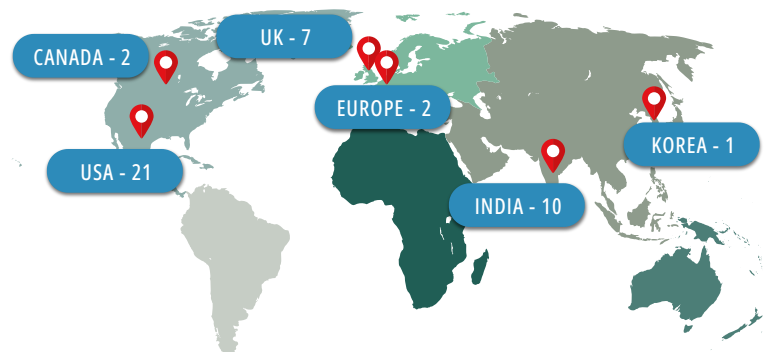 CANADA - 2
UK - 7
EUROPE - 2
USA - 21
KOREA - 1
INDIA - 10